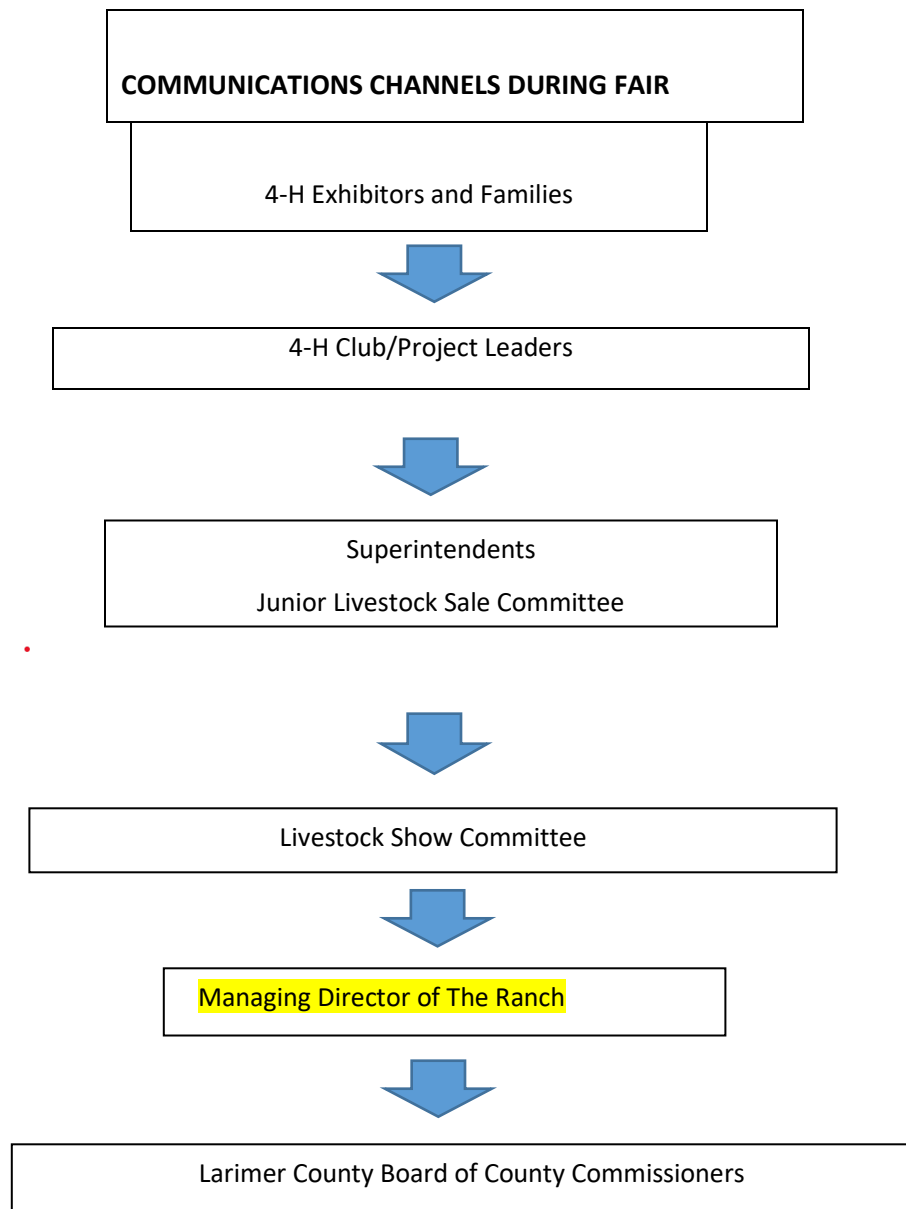 COMMUNICATIONS CHANNELS DURING FAIR
4-H Exhibitors and Families
4-H Club/Project Leaders
Superintendents
Junior Livestock Sale Committee
Livestock Show Committee
Managing Director of The Ranch
Larimer County Board of County Commissioners